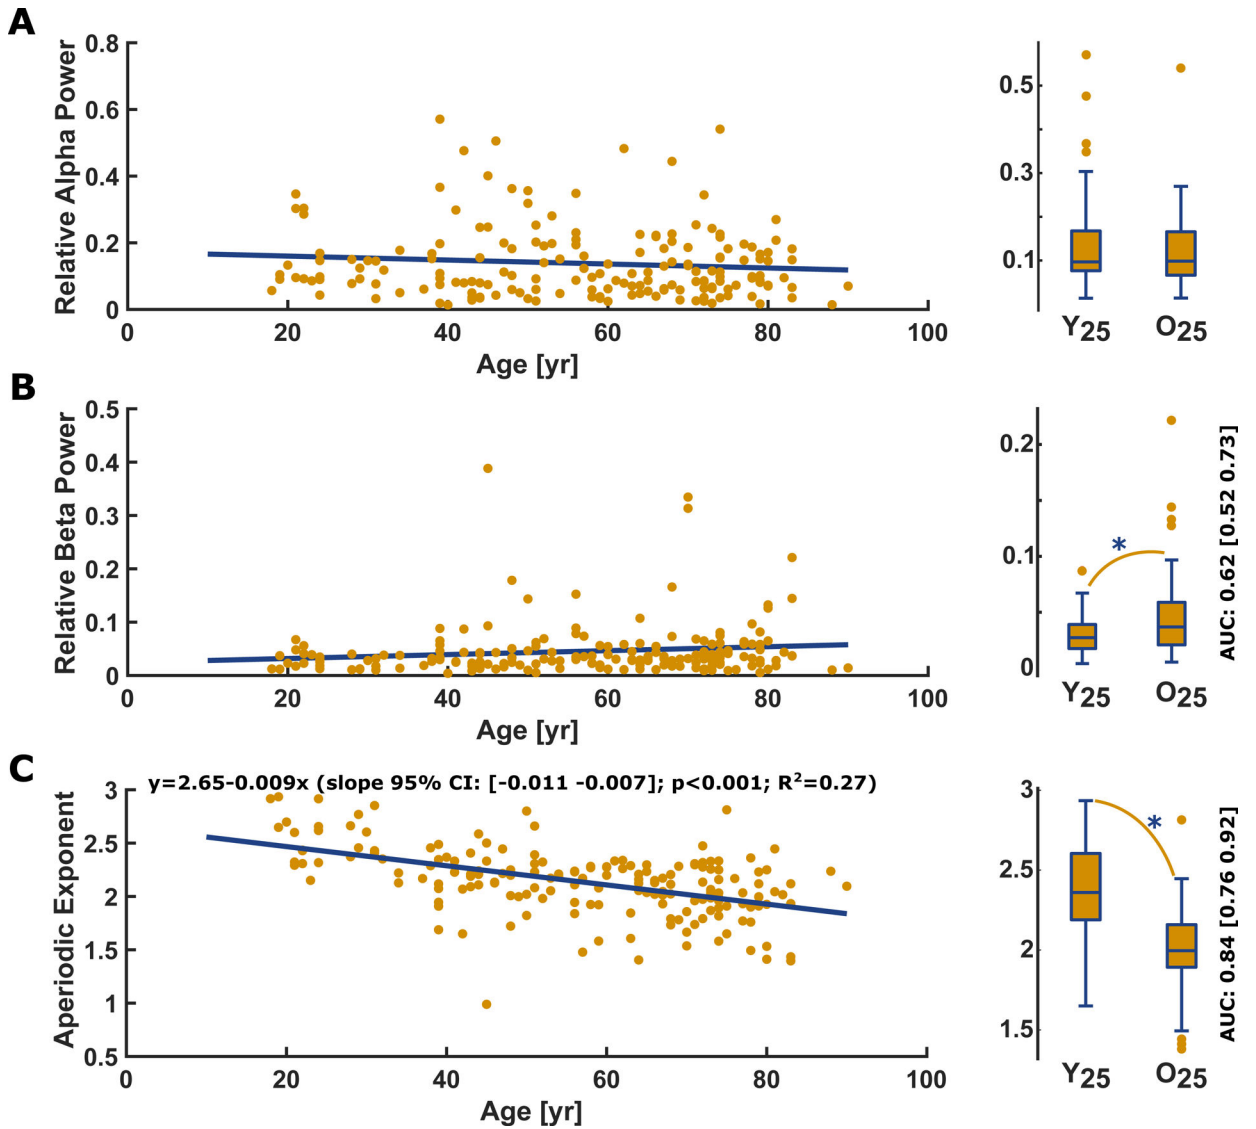 A
Relative Alpha Power
0.8
0.6
0.4
0.2
0
0 20 40 60 80 100
Age [yr]
0.5
0.3
0.1
Y25 O25
B
Relative Beta Power
0.5
0.4
0.3
0.2
0.1
0
0 20 40 60 80 100
Age [yr]
0.2
0.1
0
*
Y25 O25
AUC: 0.62 [0.52 0.73]
C
y=2.65-0.009x (slope 95% CI: [-0.011 -0.007]; p<0.001; R²=0.27)
Aperiodic Exponent
3
2.5
2
1.5
1
0.5
0 20 40 60 80 100
Age [yr]
3
2.5
2
1.5
*
Y25 O25
AUC: 0.84 [0.76 0.92]